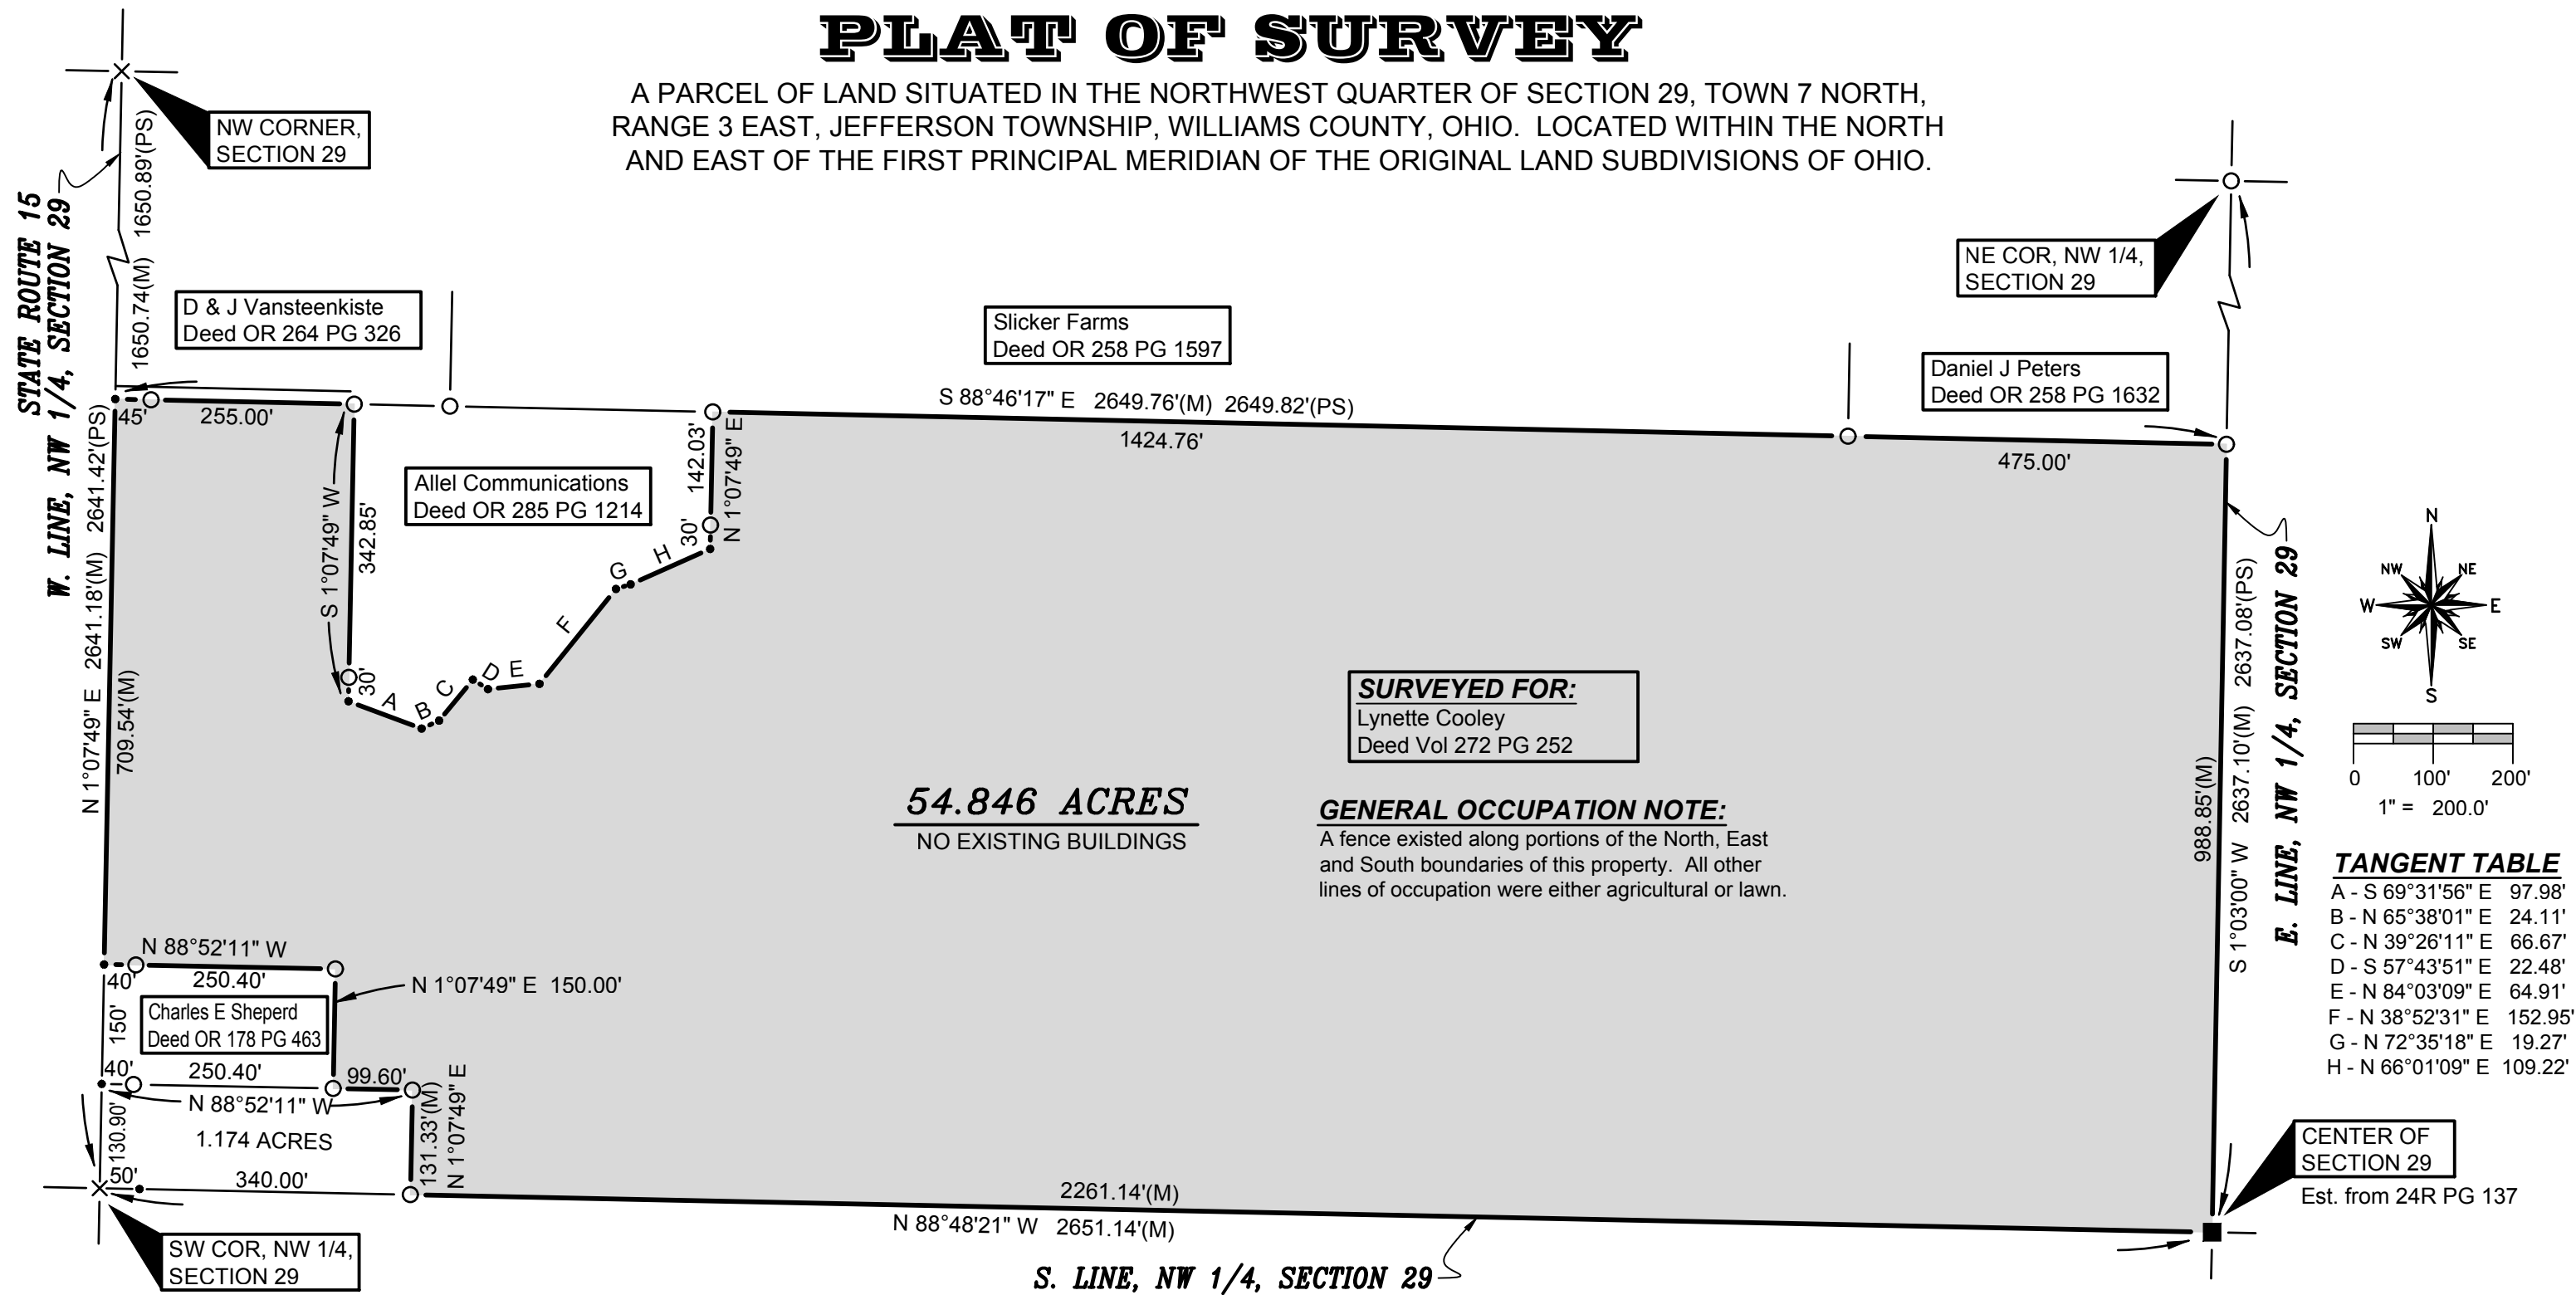 PLAT OF SURVEY
A PARCEL OF LAND SITUATED IN THE NORTHWEST QUARTER OF SECTION 29, TOWN 7 NORTH,
RANGE 3 EAST, JEFFERSON TOWNSHIP, WILLIAMS COUNTY, OHIO. LOCATED WITHIN THE NORTH
AND EAST OF THE FIRST PRINCIPAL MERIDIAN OF THE ORIGINAL LAND SUBDIVISIONS OF OHIO.
NW CORNER,
SECTION 29
STATE ROUTE 15
W. LINE, NW 1/4, SECTION 29
1650.74'(M) 1650.89'(PS)
D & J Vansteenkiste
Deed OR 264 PG 326
Slicker Farms
Deed OR 258 PG 1597
NE COR, NW 1/4,
SECTION 29
Daniel J Peters
Deed OR 258 PG 1632
S 88°46'17" E 2649.76'(M) 2649.82'(PS)
45'
255.00'
1424.76'
475.00'
N 1°07'49" E 2641.18'(M) 2641.42'(PS)
709.54'(M)
S 1°07'49" W
342.85'
30'
Allel Communications
Deed OR 285 PG 1214
142.03'
N 1°07'49" E
30'
A
B
C
D
E
F
G
H
SURVEYED FOR:
Lynette Cooley
Deed Vol 272 PG 252
54.846 ACRES
NO EXISTING BUILDINGS
GENERAL OCCUPATION NOTE:
A fence existed along portions of the North, East
and South boundaries of this property. All other
lines of occupation were either agricultural or lawn.
988.85'(M)
S 1°03'00" W 2637.10'(M) 2637.08'(PS)
E. LINE, NW 1/4, SECTION 29
N
NW
NE
W
E
SW
SE
S
0 100' 200'
1" = 200.0'
TANGENT TABLE
A - S 69°31'56" E 97.98'
B - N 65°38'01" E 24.11'
C - N 39°26'11" E 66.67'
D - S 57°43'51" E 22.48'
E - N 84°03'09" E 64.91'
F - N 38°52'31" E 152.95'
G - N 72°35'18" E 19.27'
H - N 66°01'09" E 109.22'
N 88°52'11" W
40'
250.40'
N 1°07'49" E 150.00'
150'
Charles E Sheperd
Deed OR 178 PG 463
40'
250.40'
99.60'
N 88°52'11" W
130.90'
1.174 ACRES
131.33'(M)
N 1°07'49" E
50'
340.00'
2261.14'(M)
N 88°48'21" W 2651.14'(M)
CENTER OF
SECTION 29
Est. from 24R PG 137
SW COR, NW 1/4,
SECTION 29
S. LINE, NW 1/4, SECTION 29